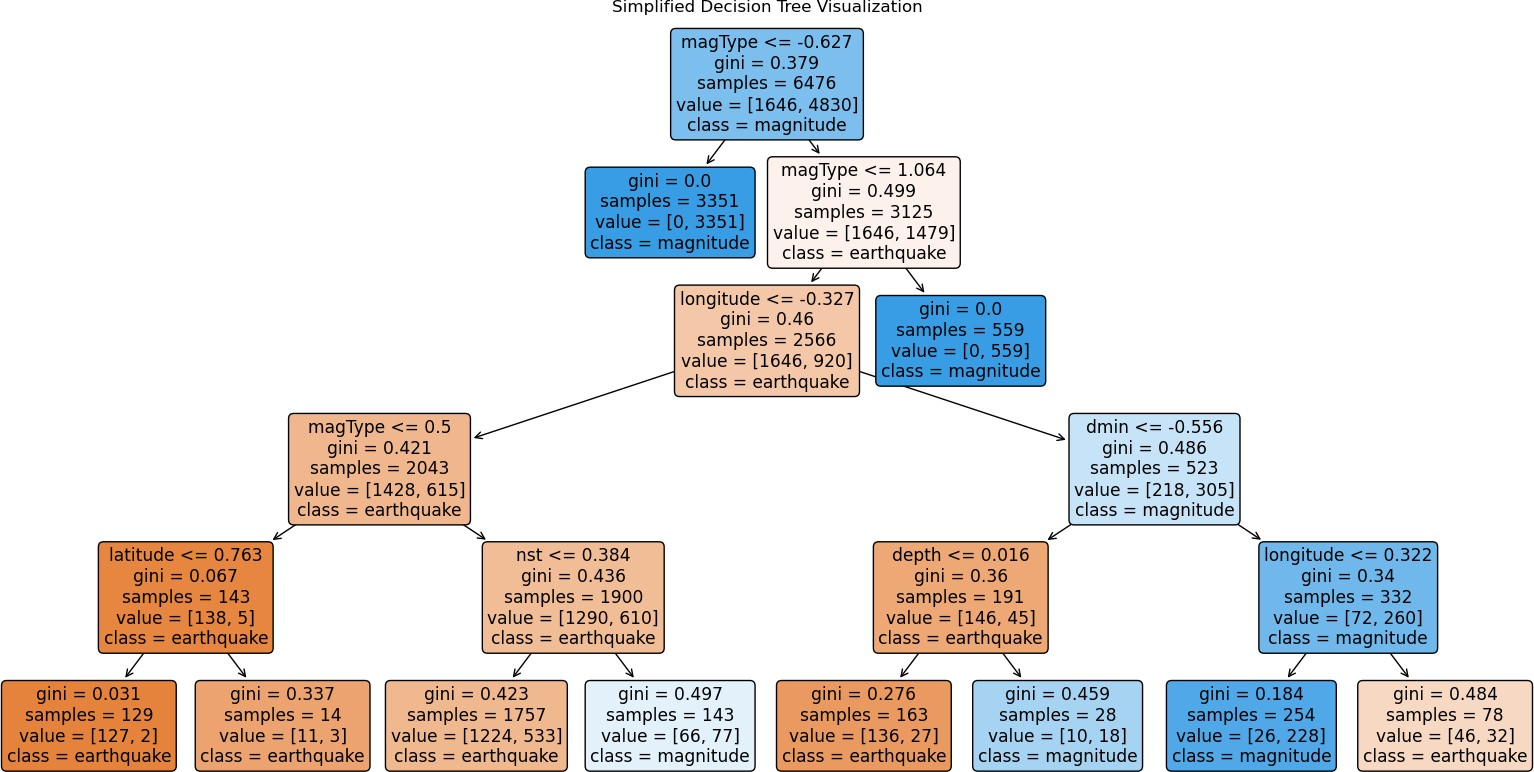 Simplified Decision Tree Visualization
magType <= -0.627
gini = 0.379
samples = 6476
value = [1646, 4830]
class = magnitude
gini = 0.0
samples = 3351
value = [0, 3351]
class = magnitude
magType <= 1.064
gini = 0.499
samples = 3125
value = [1646, 1479]
class = earthquake
longitude <= -0.327
gini = 0.46
samples = 2566
value = [1646, 920]
class = earthquake
gini = 0.0
samples = 559
value = [0, 559]
class = magnitude
magType <= 0.5
gini = 0.421
samples = 2043
value = [1428, 615]
class = earthquake
dmin <= -0.556
gini = 0.486
samples = 523
value = [218, 305]
class = magnitude
latitude <= 0.763
gini = 0.067
samples = 143
value = [138, 5]
class = earthquake
nst <= 0.384
gini = 0.436
samples = 1900
value = [1290, 610]
class = earthquake
depth <= 0.016
gini = 0.36
samples = 191
value = [146, 45]
class = earthquake
longitude <= 0.322
gini = 0.34
samples = 332
value = [72, 260]
class = magnitude
gini = 0.031
samples = 129
value = [127, 2]
class = earthquake
gini = 0.337
samples = 14
value = [11, 3]
class = earthquake
gini = 0.423
samples = 1757
value = [1224, 533]
class = earthquake
gini = 0.497
samples = 143
value = [66, 77]
class = magnitude
gini = 0.276
samples = 163
value = [136, 27]
class = earthquake
gini = 0.459
samples = 28
value = [10, 18]
class = magnitude
gini = 0.184
samples = 254
value = [26, 228]
class = magnitude
gini = 0.484
samples = 78
value = [46, 32]
class = earthquake